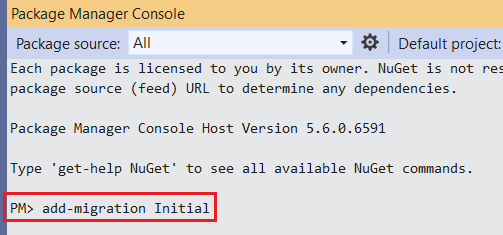 Package Manager Console
Package source: All Default project:
Each package is licensed to you by its owner. NuGet is not res
package source (feed) URL to determine any dependencies.
Package Manager Console Host Version 5.6.0.6591
Type 'get-help NuGet' to see all available NuGet commands.
PM> add-migration Initial